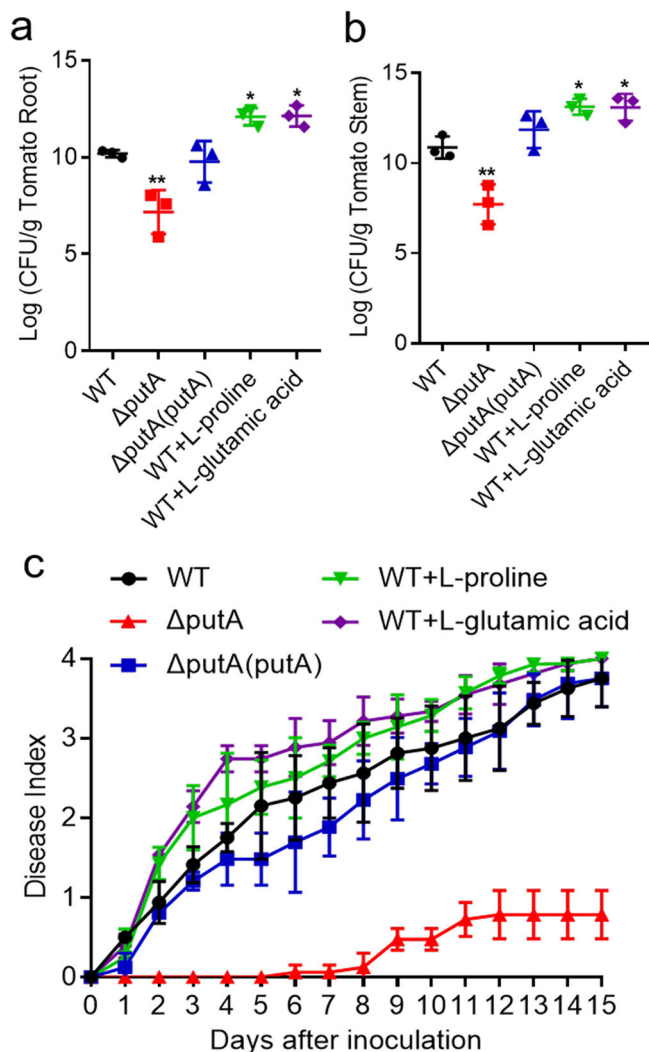 a
Log (CFU/g Tomato Root)
15
10
5
0
**
*
*
WT
ΔputA
ΔputA(putA)
WT+L-proline
WT+L-glutamic acid
b
Log (CFU/g Tomato Stem)
15
10
5
0
**
*
*
WT
ΔputA
ΔputA(putA)
WT+L-proline
WT+L-glutamic acid
c
WT
ΔputA
ΔputA(putA)
WT+L-proline
WT+L-glutamic acid
Disease Index
4
3
2
1
0
0 1 2 3 4 5 6 7 8 9 10 11 12 13 14 15
Days after inoculation